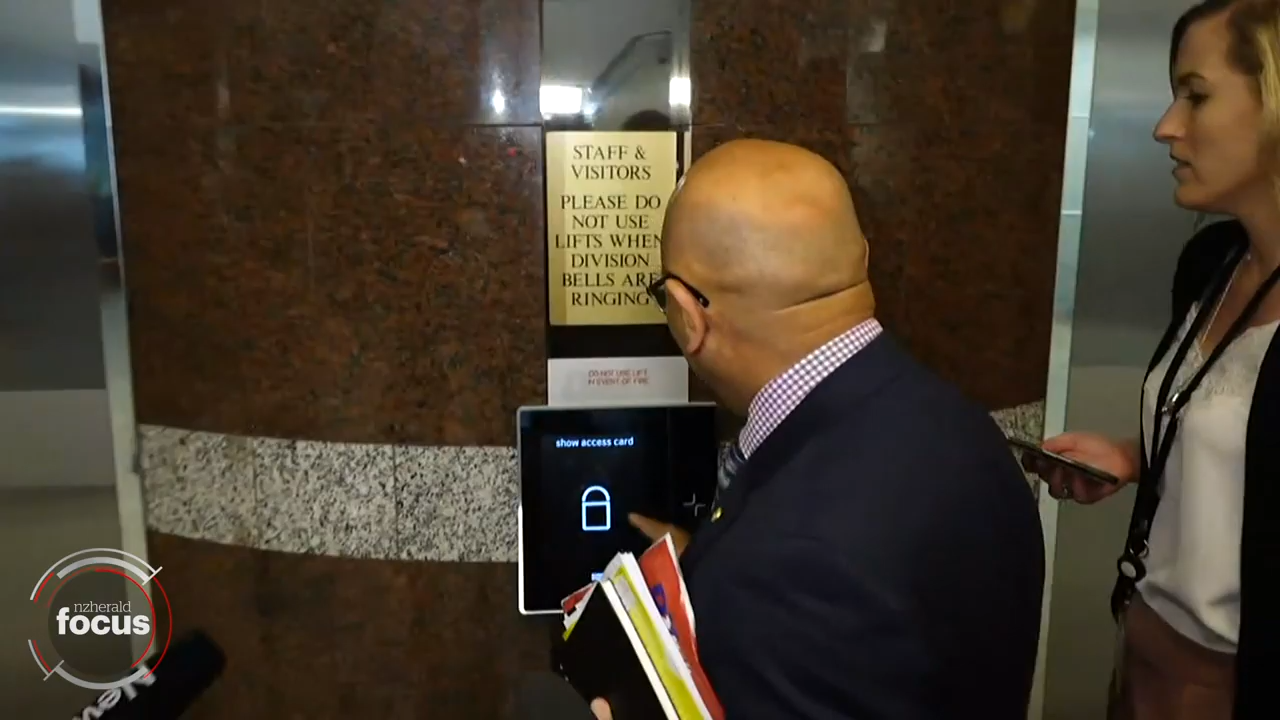 STAFF &
VISITORS
PLEASE DO
NOT USE
LIFTS WHEN
DIVISION
BELLS ARE
RINGING
DO NOT USE LIFT
IN EVENT OF FIRE
show access card
nzherald
focus
New